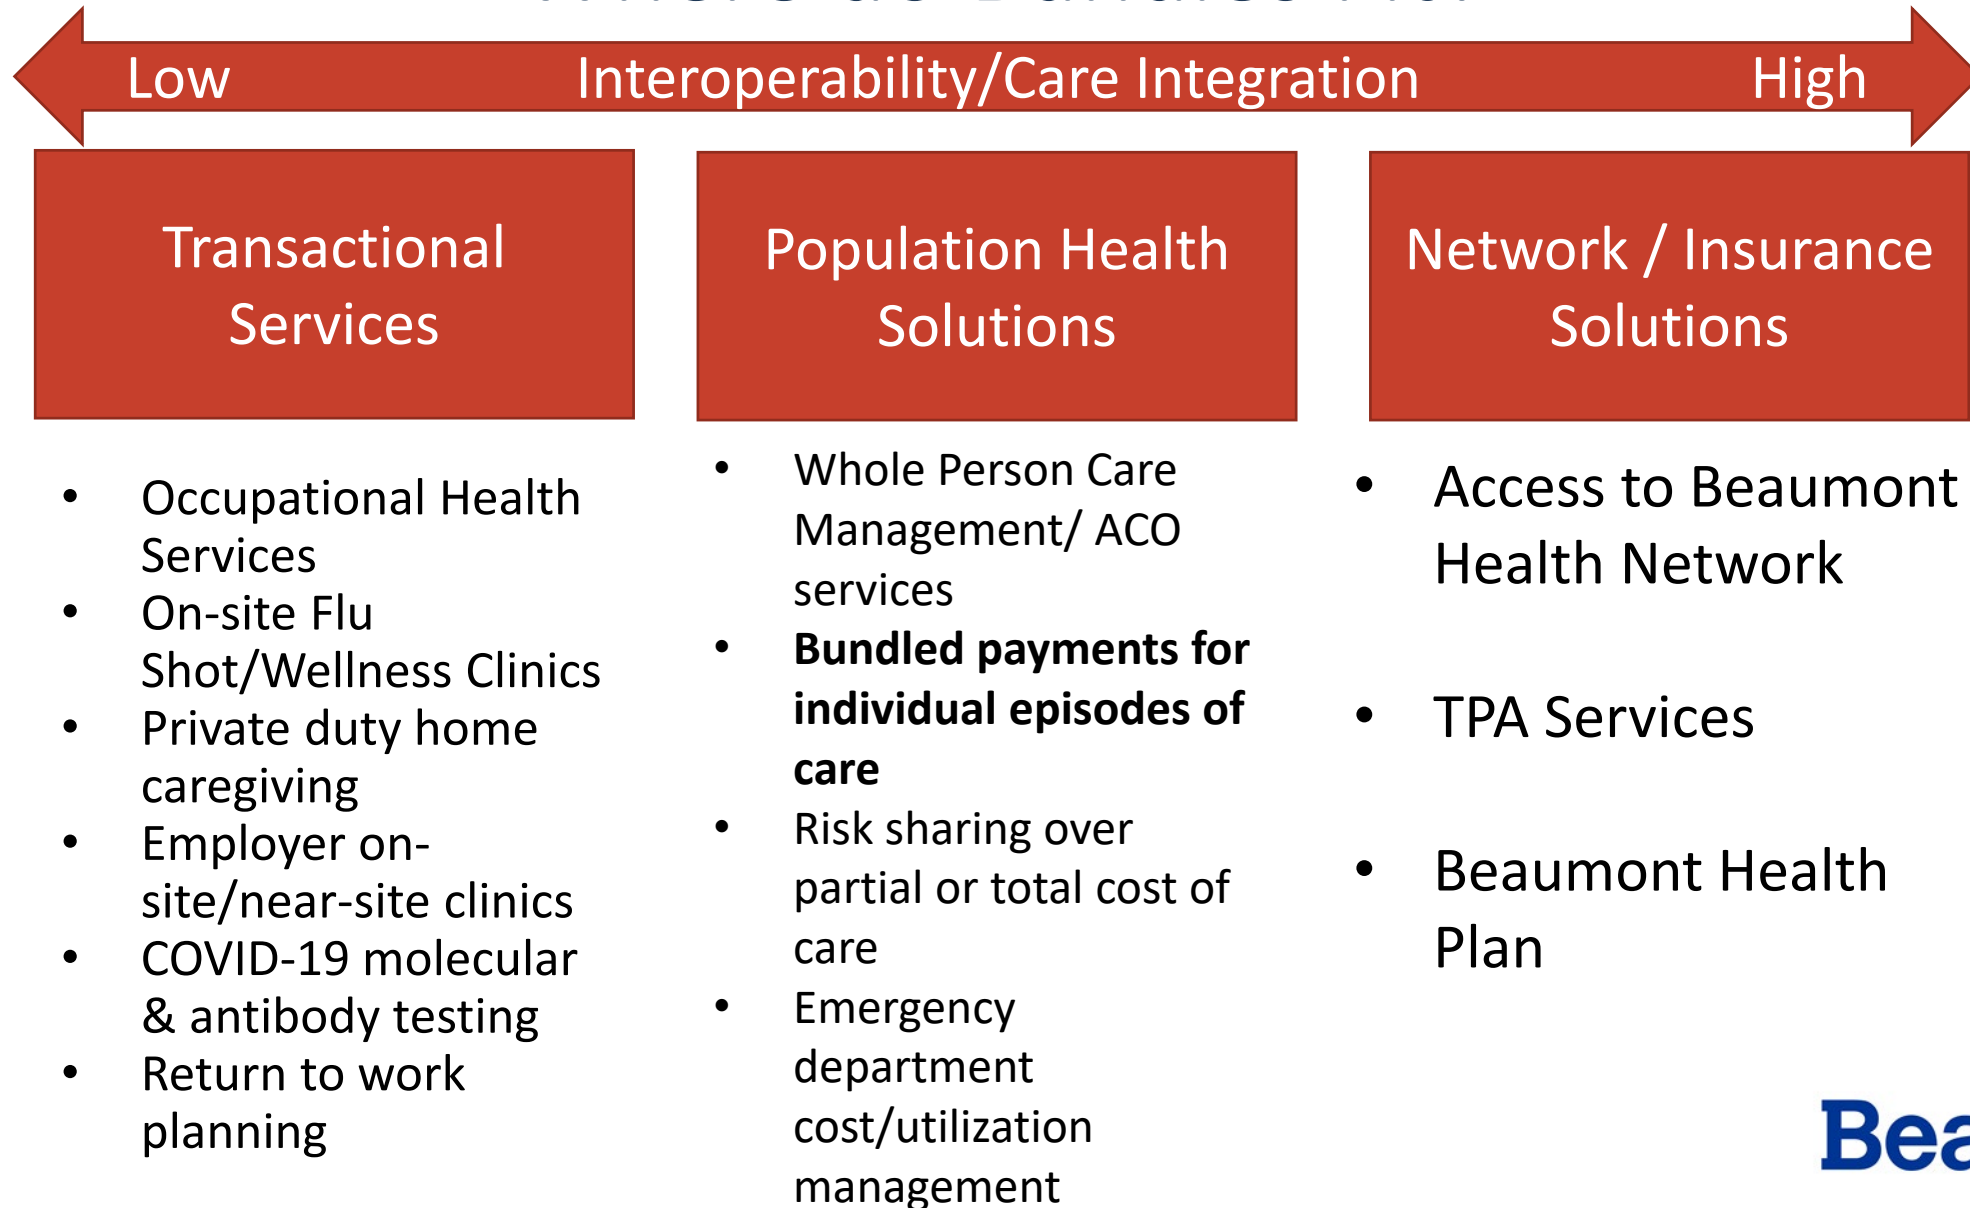 Low Interoperability/Care Integration High
Transactional
Services
Population Health
Solutions
Network / Insurance
Solutions
• Occupational Health
Services
• On-site Flu
Shot/Wellness Clinics
• Private duty home
caregiving
• Employer on-
site/near-site clinics
• COVID-19 molecular
& antibody testing
• Return to work
planning
• Whole Person Care
Management/ ACO
services
• Bundled payments for
individual episodes of
care
• Risk sharing over
partial or total cost of
care
• Emergency
department
cost/utilization
management
• Access to Beaumont
Health Network
• TPA Services
• Beaumont Health
Plan
Bea